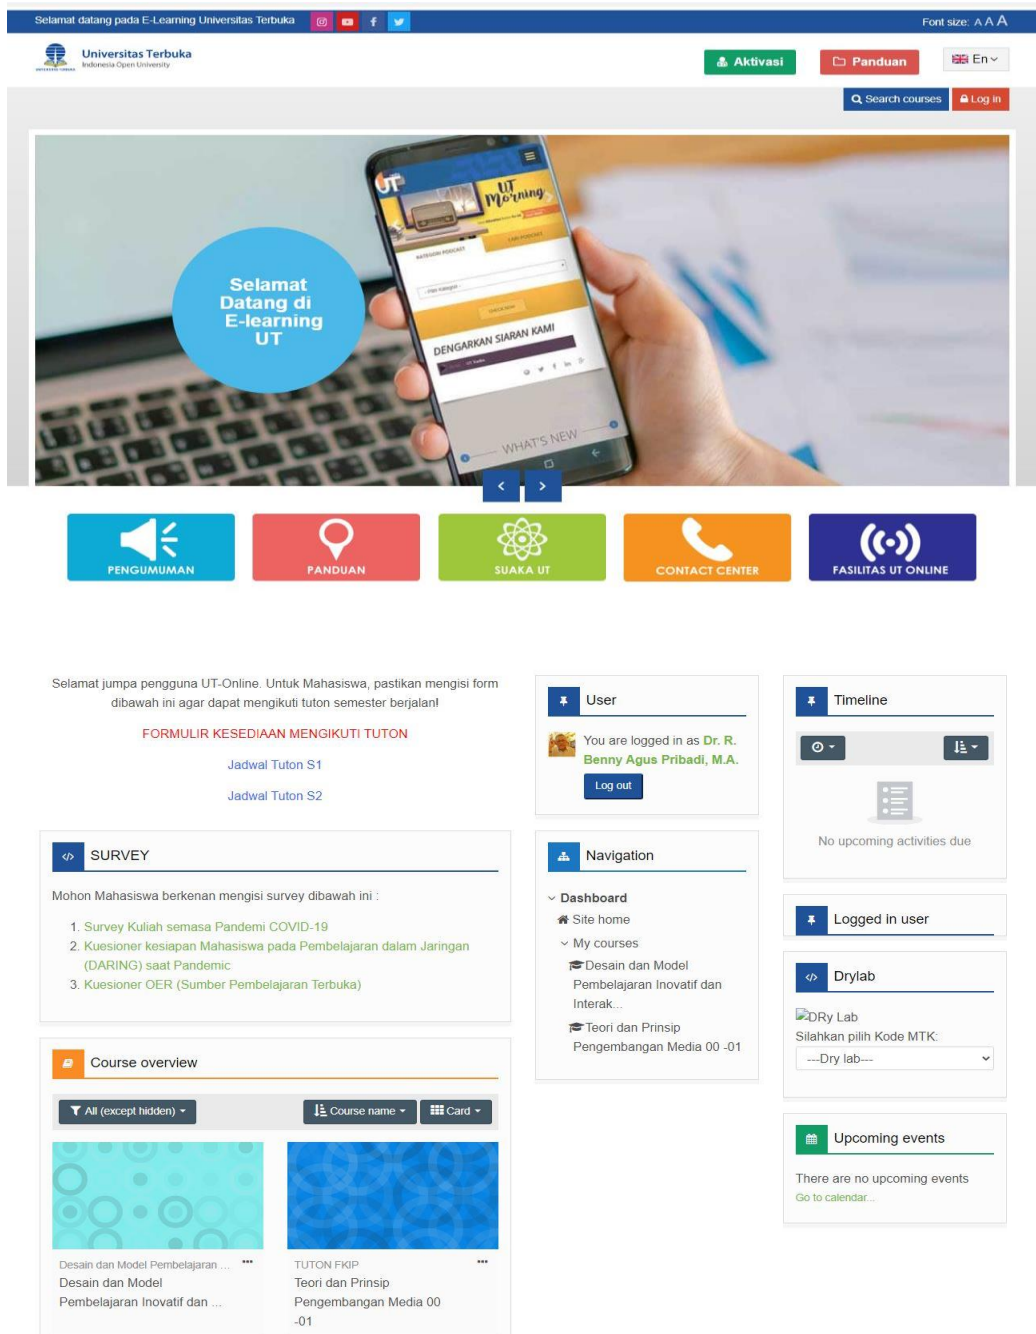 Selamat datang pada E-Learning Universitas Terbuka
Font size: A A A
Universitas Terbuka
Indonesia Open University
UNIVERSITAS TERBUKA
Aktivasi
Panduan
En
Search courses
Log in
UT
UT
Morning
KATEGORI PODCAST
CARI PODCAST
- Pilih Kategori -
DENGARKAN SIARAN KAMI
WHAT'S NEW
Selamat
Datang di
E-learning
UT
PENGUMUMAN
PANDUAN
SUAKA UT
CONTACT CENTER
FASILITAS UT ONLINE
Selamat jumpa pengguna UT-Online. Untuk Mahasiswa, pastikan mengisi form
dibawah ini agar dapat mengikuti tuton semester berjalan!
FORMULIR KESEDIAAN MENGIKUTI TUTON
Jadwal Tuton S1
Jadwal Tuton S2
SURVEY
Mohon Mahasiswa berkenan mengisi survey dibawah ini :
1. Survey Kuliah semasa Pandemi COVID-19
2. Kuesioner kesiapan Mahasiswa pada Pembelajaran dalam Jaringan
(DARING) saat Pandemic
3. Kuesioner OER (Sumber Pembelajaran Terbuka)
Course overview
All (except hidden)
Course name
Card
Desain dan Model Pembelajaran ...
Desain dan Model
Pembelajaran Inovatif dan ...
TUTON FKIP
Teori dan Prinsip
Pengembangan Media 00
-01
User
You are logged in as Dr. R.
Benny Agus Pribadi, M.A.
Log out
Navigation
Dashboard
Site home
My courses
Desain dan Model
Pembelajaran Inovatif dan
Interak...
Teori dan Prinsip
Pengembangan Media 00 -01
Timeline
No upcoming activities due
Logged in user
Drylab
DRy Lab
Silahkan pilih Kode MTK:
---Dry lab---
Upcoming events
There are no upcoming events
Go to calendar...